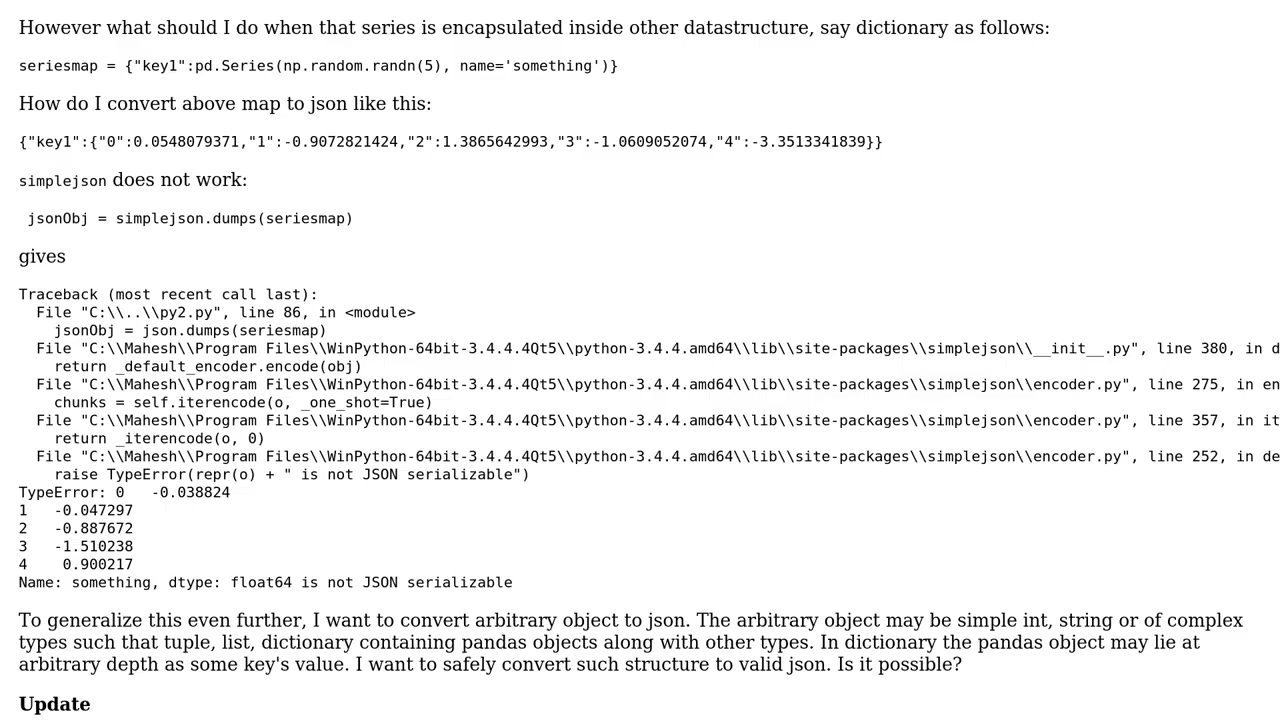 However what should I do when that series is encapsulated inside other datastructure, say dictionary as follows:
seriesmap = {"key1":pd.Series(np.random.randn(5), name='something')}
How do I convert above map to json like this:
{"key1":{"0":0.0548079371,"1":-0.9072821424,"2":1.3865642993,"3":-1.0609052074,"4":-3.3513341839}}
simplejson does not work:
jsonObj = simplejson.dumps(seriesmap)
gives
Traceback (most recent call last):
  File "C:\\..\\py2.py", line 86, in <module>
    jsonObj = json.dumps(seriesmap)
  File "C:\\Mahesh\\Program Files\\WinPython-64bit-3.4.4.4Qt5\\python-3.4.4.amd64\\lib\\site-packages\\simplejson\\__init__.py", line 380, in d
    return _default_encoder.encode(obj)
  File "C:\\Mahesh\\Program Files\\WinPython-64bit-3.4.4.4Qt5\\python-3.4.4.amd64\\lib\\site-packages\\simplejson\\encoder.py", line 275, in en
    chunks = self.iterencode(o, _one_shot=True)
  File "C:\\Mahesh\\Program Files\\WinPython-64bit-3.4.4.4Qt5\\python-3.4.4.amd64\\lib\\site-packages\\simplejson\\encoder.py", line 357, in it
    return _iterencode(o, 0)
  File "C:\\Mahesh\\Program Files\\WinPython-64bit-3.4.4.4Qt5\\python-3.4.4.amd64\\lib\\site-packages\\simplejson\\encoder.py", line 252, in de
    raise TypeError(repr(o) + " is not JSON serializable")
TypeError: 0   -0.038824
1   -0.047297
2   -0.887672
3   -1.510238
4    0.900217
Name: something, dtype: float64 is not JSON serializable
To generalize this even further, I want to convert arbitrary object to json. The arbitrary object may be simple int, string or of complex
types such that tuple, list, dictionary containing pandas objects along with other types. In dictionary the pandas object may lie at
arbitrary depth as some key's value. I want to safely convert such structure to valid json. Is it possible?
Update